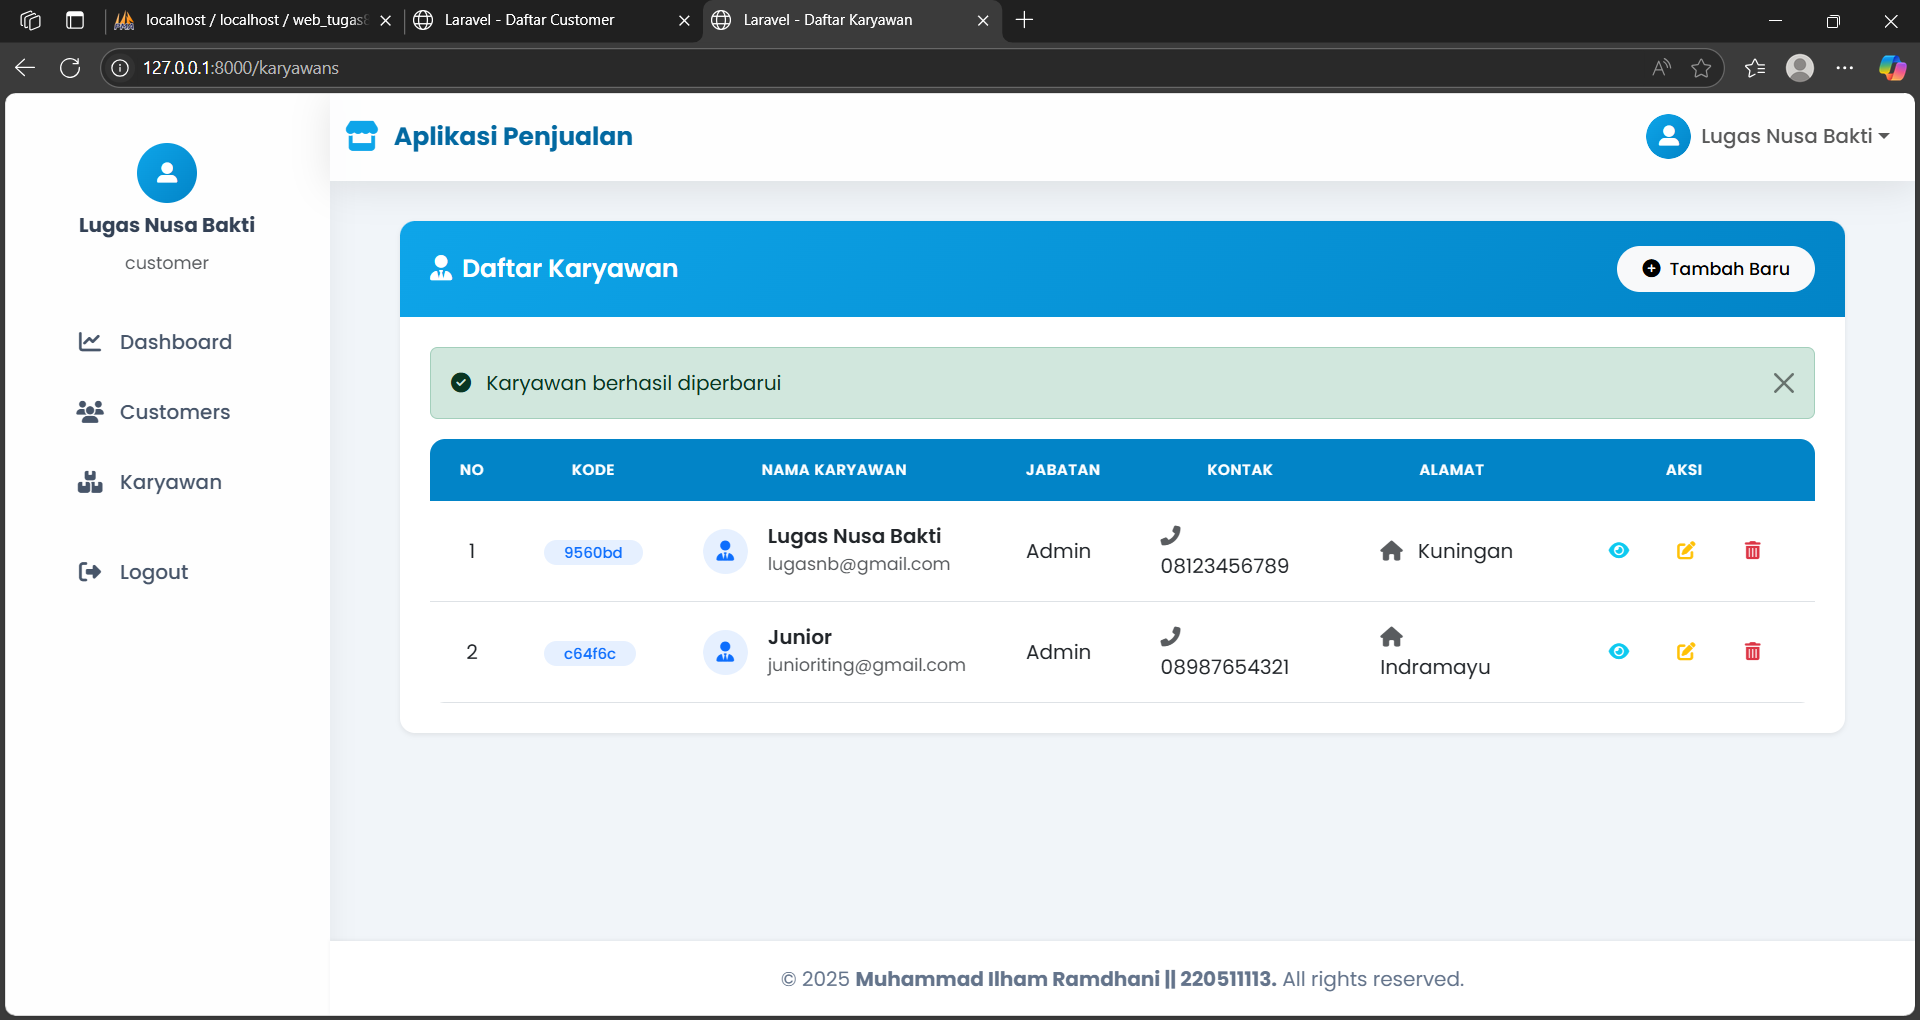 localhost / localhost / web_tugas
Laravel - Daftar Customer
Laravel - Daftar Karyawan
127.0.0.1:8000/karyawans
Lugas Nusa Bakti
customer
Dashboard
Customers
Karyawan
Logout
Aplikasi Penjualan
Lugas Nusa Bakti
Daftar Karyawan
Tambah Baru
Karyawan berhasil diperbarui
NO KODE NAMA KARYAWAN JABATAN KONTAK ALAMAT AKSI
1 9560bd Lugas Nusa Bakti Admin 08123456789 Kuningan
lugasnb@gmail.com
2 c64f6c Junior Admin 08987654321 Indramayu
junioriting@gmail.com
© 2025 Muhammad Ilham Ramdhani || 220511113. All rights reserved.